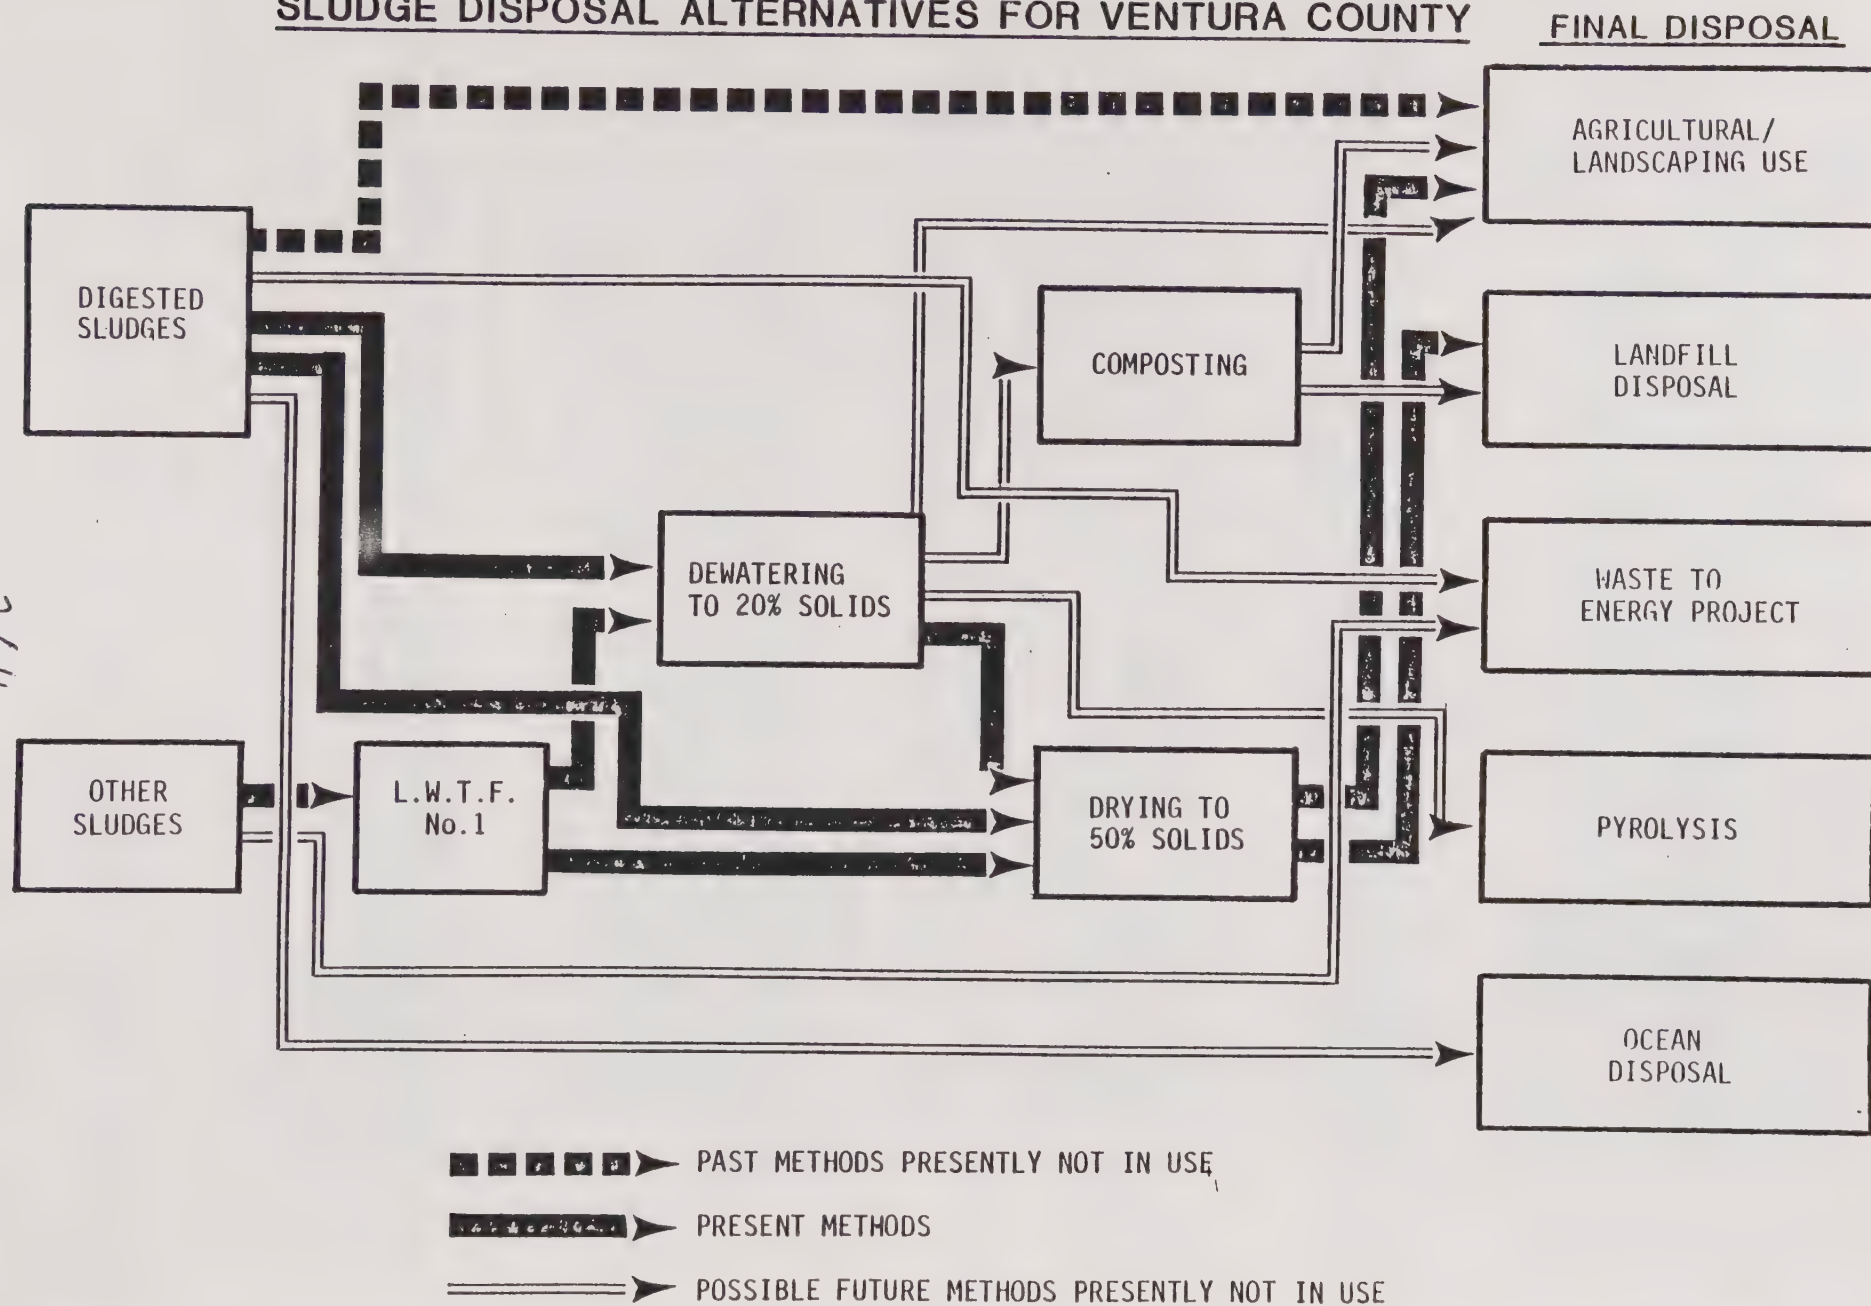 SLUDGE DISPOSAL ALTERNATIVES FOR VENTURA COUNTY
FINAL DISPOSAL
AGRICULTURAL/
LANDSCAPING USE
DIGESTED
SLUDGES
COMPOSTING
LANDFILL
DISPOSAL
DEWATERING
TO 20% SOLIDS
WASTE TO
ENERGY PROJECT
OTHER
SLUDGES
L.W.T.F.
No.1
DRYING TO
50% SOLIDS
PYROLYSIS
OCEAN
DISPOSAL
PAST METHODS PRESENTLY NOT IN USE
PRESENT METHODS
POSSIBLE FUTURE METHODS PRESENTLY NOT IN USE